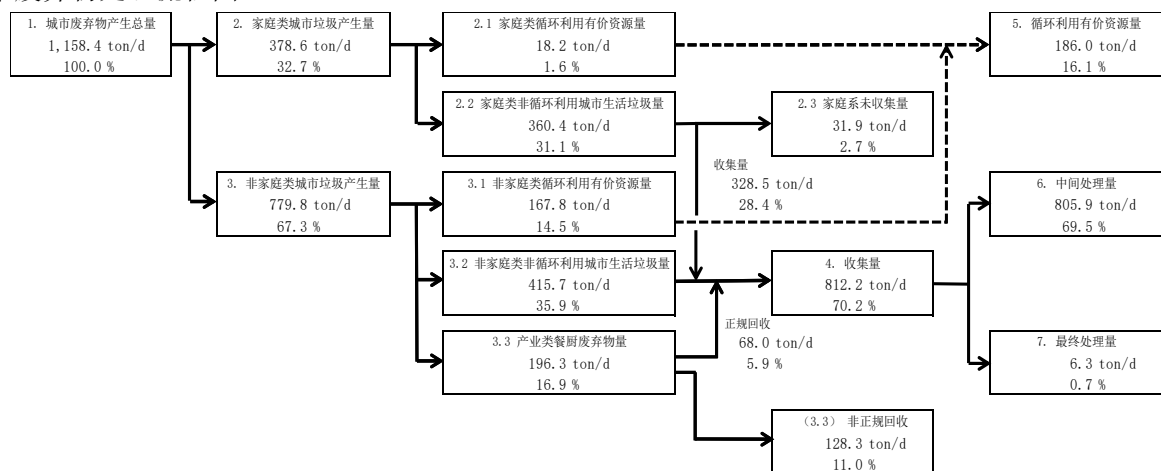 1. 城市废弃物产生总量
1,158.4 ton/d
100.0 %
2. 家庭类城市垃圾产生量
378.6 ton/d
32.7 %
2.1 家庭类循环利用有价资源量
18.2 ton/d
1.6 %
5. 循环利用有价资源量
186.0 ton/d
16.1 %
2.2 家庭类非循环利用城市生活垃圾量
360.4 ton/d
31.1 %
2.3 家庭系未收集量
31.9 ton/d
2.7 %
收集量
328.5 ton/d
28.4 %
3. 非家庭类城市垃圾产生量
779.8 ton/d
67.3 %
3.1 非家庭类循环利用有价资源量
167.8 ton/d
14.5 %
6. 中间处理量
805.9 ton/d
69.5 %
3.2 非家庭类非循环利用城市生活垃圾量
415.7 ton/d
35.9 %
4. 收集量
812.2 ton/d
70.2 %
正规回收
68.0 ton/d
5.9 %
3.3 产业类餐厨废弃物量
196.3 ton/d
16.9 %
7. 最终处理量
6.3 ton/d
0.7 %
(3.3) 非正规回收
128.3 ton/d
11.0 %